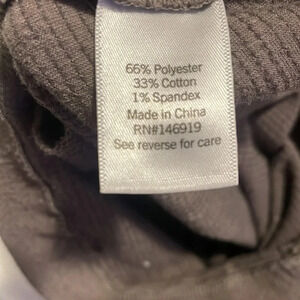 66% Polyester
33% Cotton
1% Spandex
Made in China
RN#146919
See reverse for care